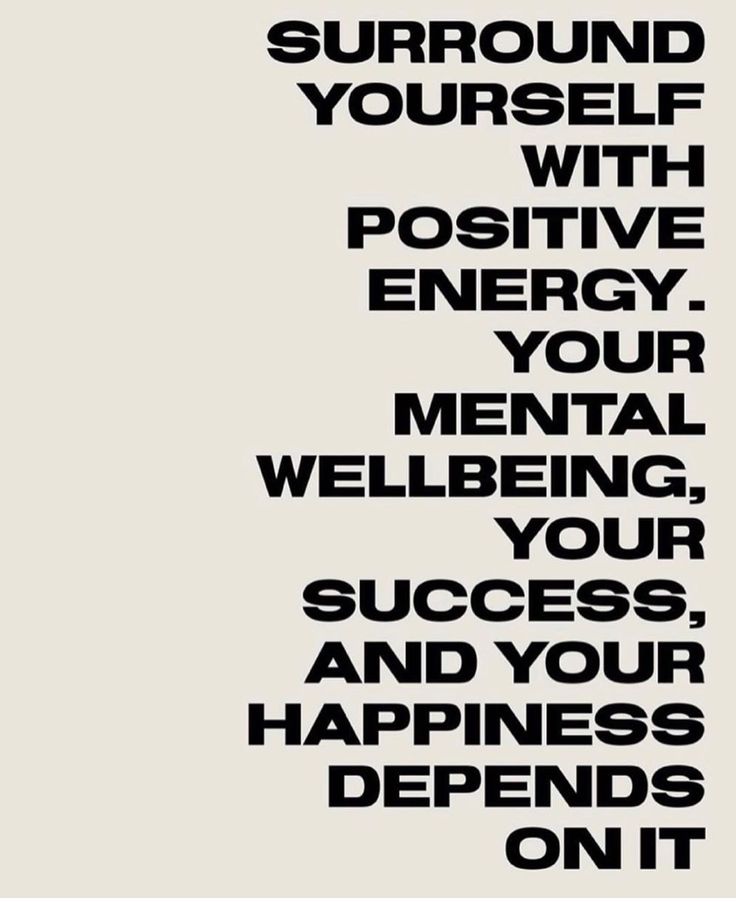 SURROUND
YOURSELF
WITH
POSITIVE
ENERGY.
YOUR
MENTAL
WELLBEING,
YOUR
SUCCESS,
AND YOUR
HAPPINESS
DEPENDS
ON IT